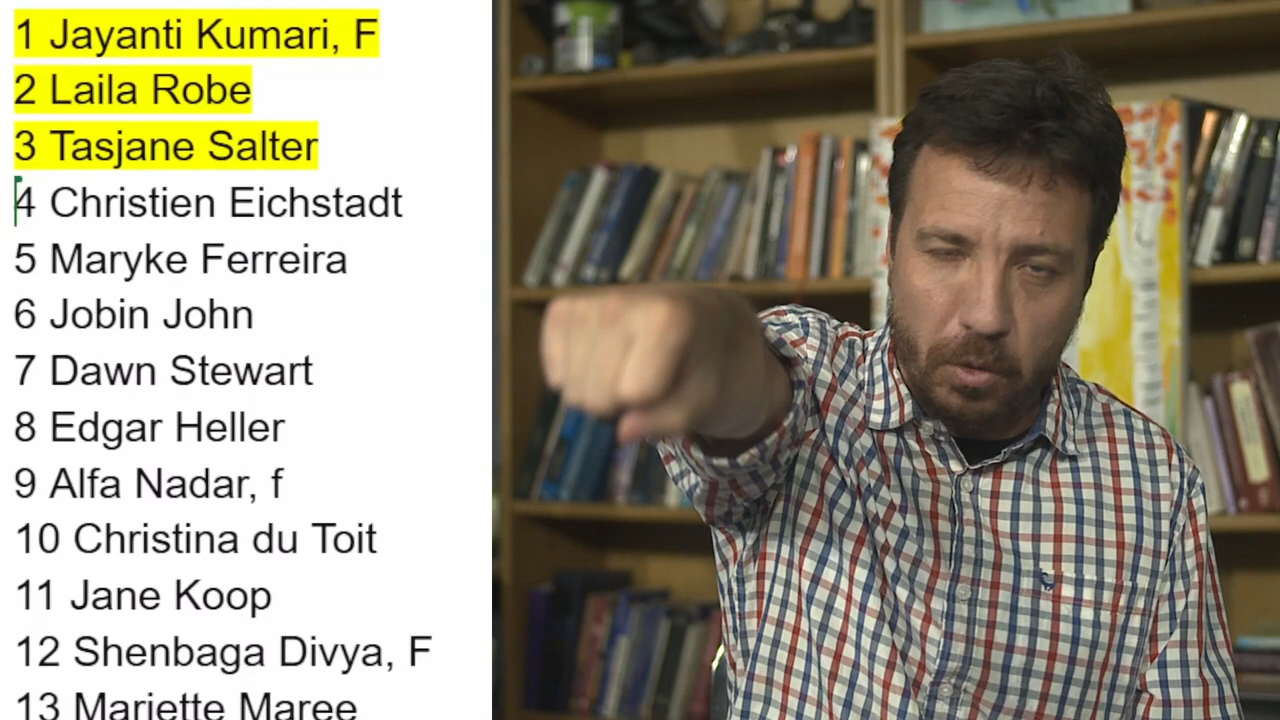 1 Jayanti Kumari, F
2 Laila Robe
3 Tasjane Salter
4 Christien Eichstadt
5 Maryke Ferreira
6 Jobin John
7 Dawn Stewart
8 Edgar Heller
9 Alfa Nadar, f
10 Christina du Toit
11 Jane Koop
12 Shenbaga Divya, F
13 Mariette Maree